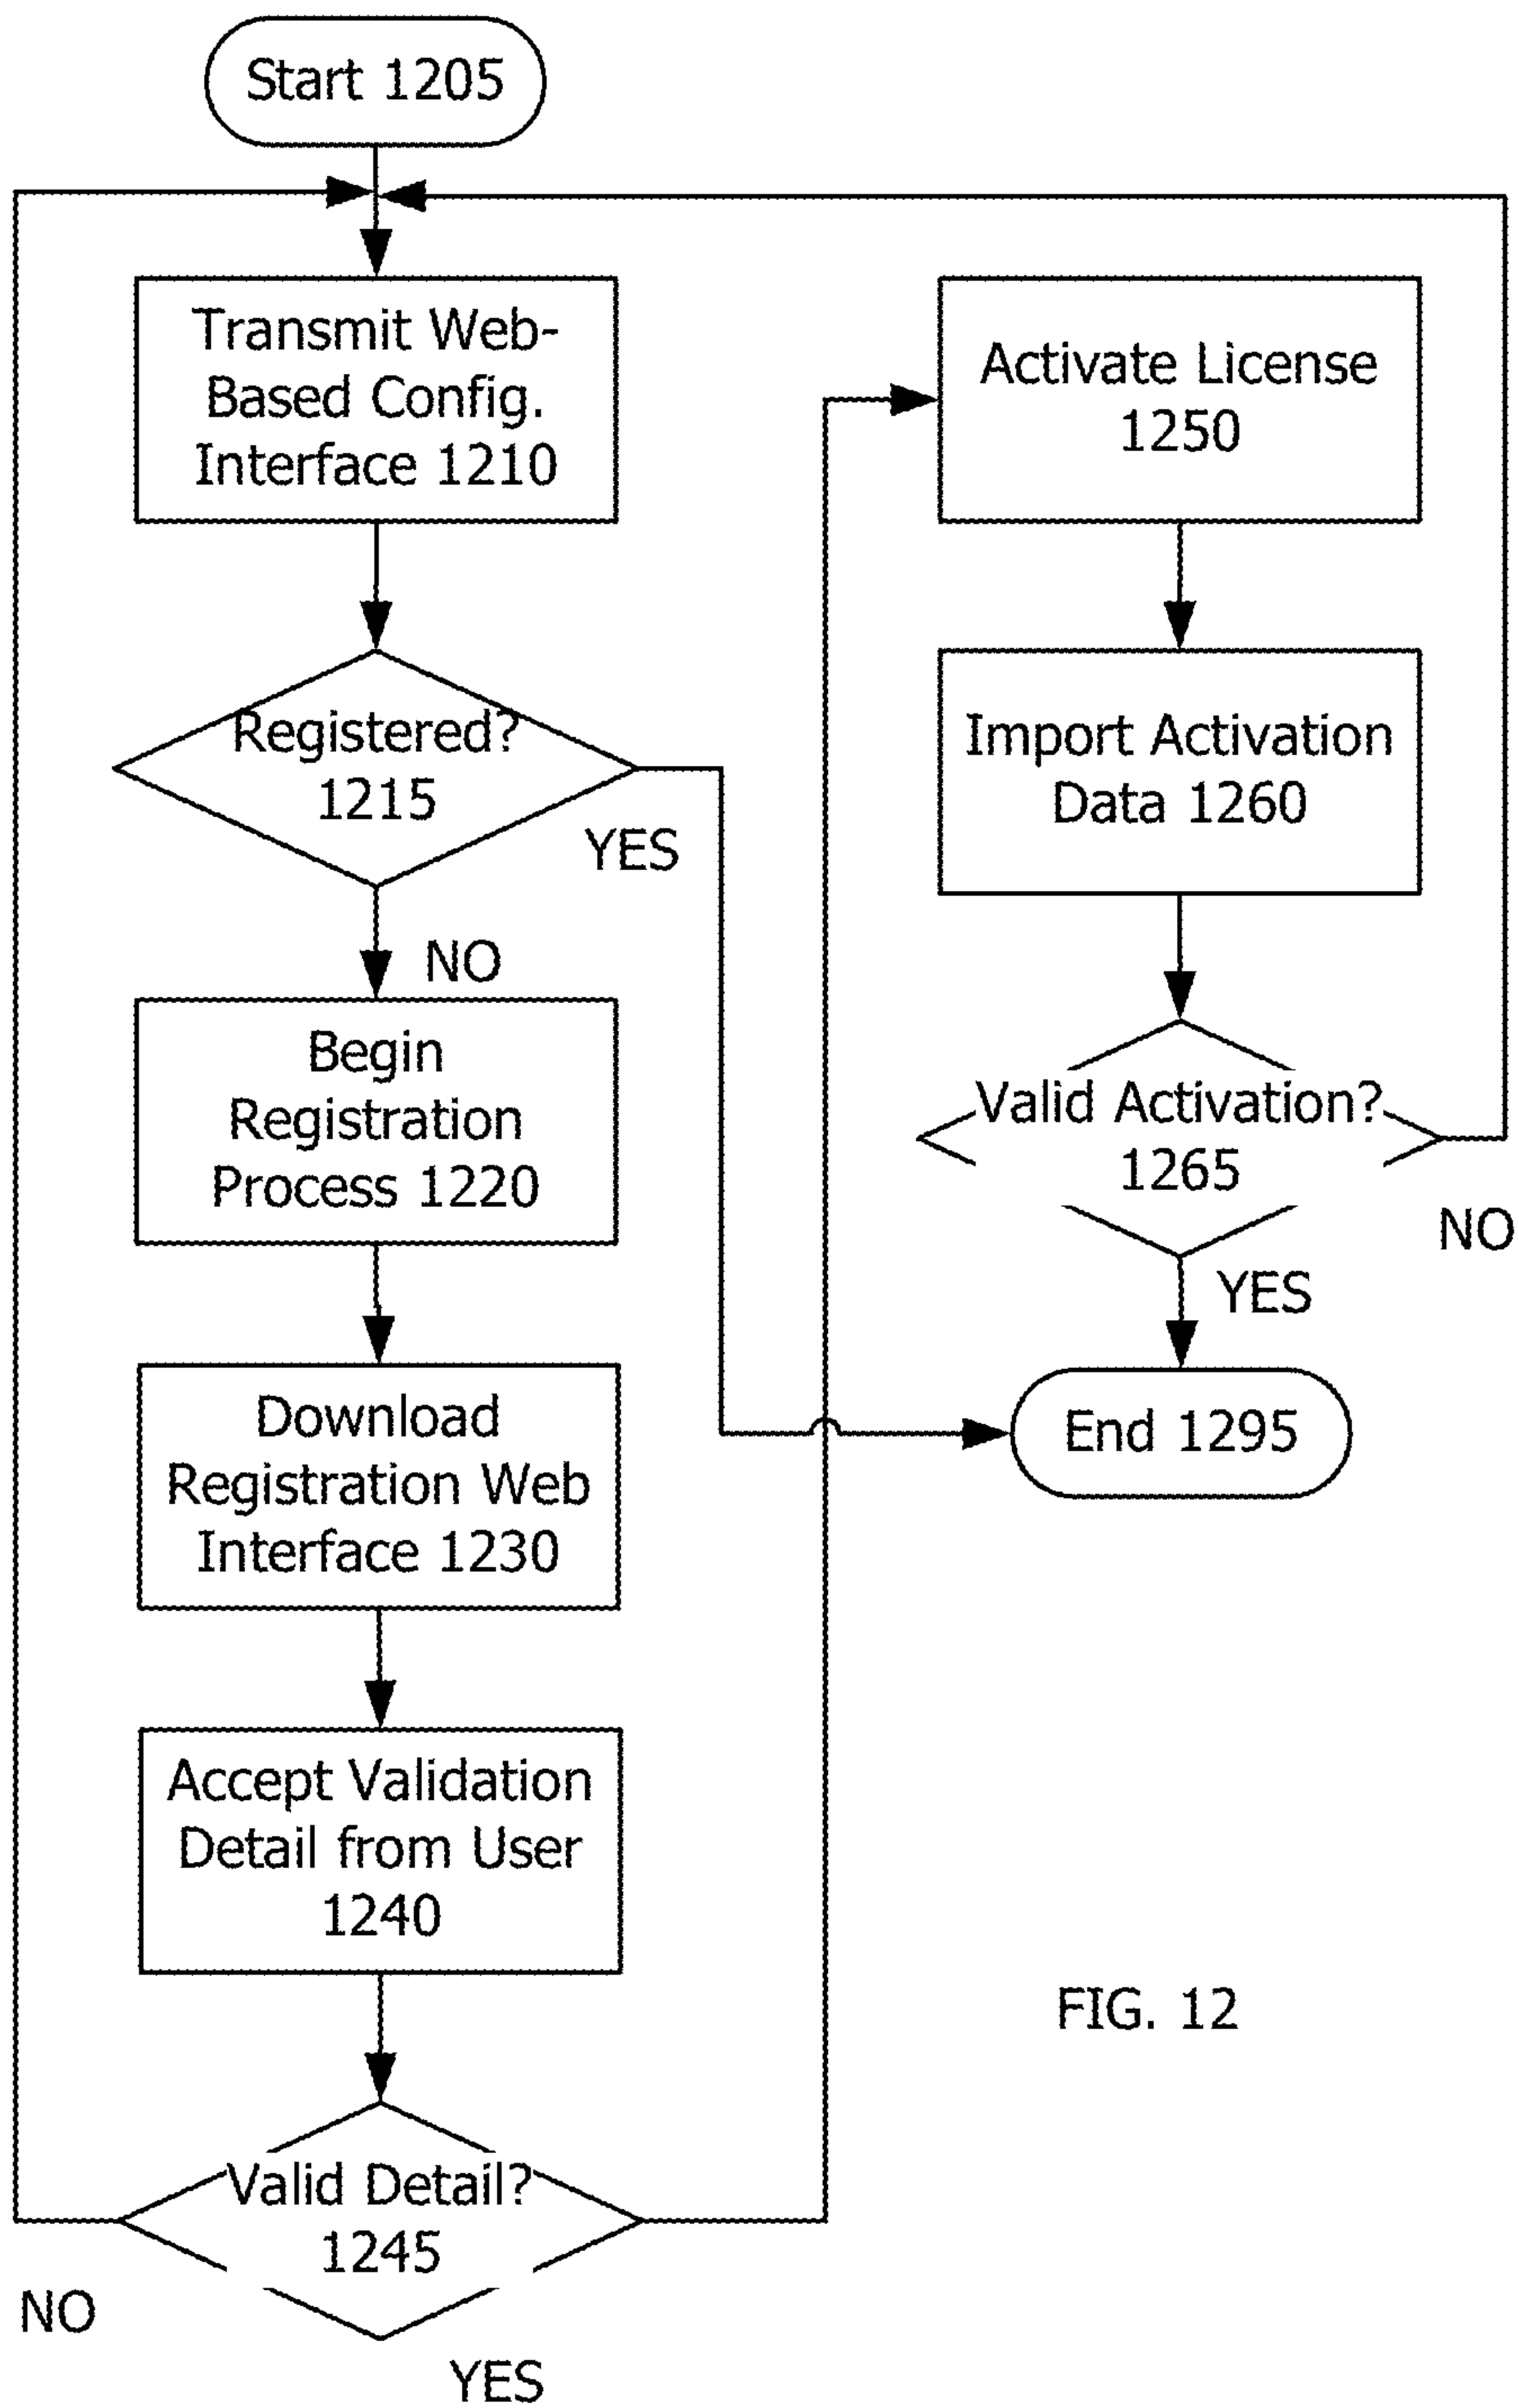 Start 1205
Transmit Web-
Based Config.
Interface 1210
Registered?
1215
YES
NO
Begin
Registration
Process 1220
Download
Registration Web
Interface 1230
Accept Validation
Detail from User
1240
Valid Detail?
1245
NO
YES
Activate License
1250
Import Activation
Data 1260
Valid Activation?
1265
NO
YES
End 1295
FIG. 12